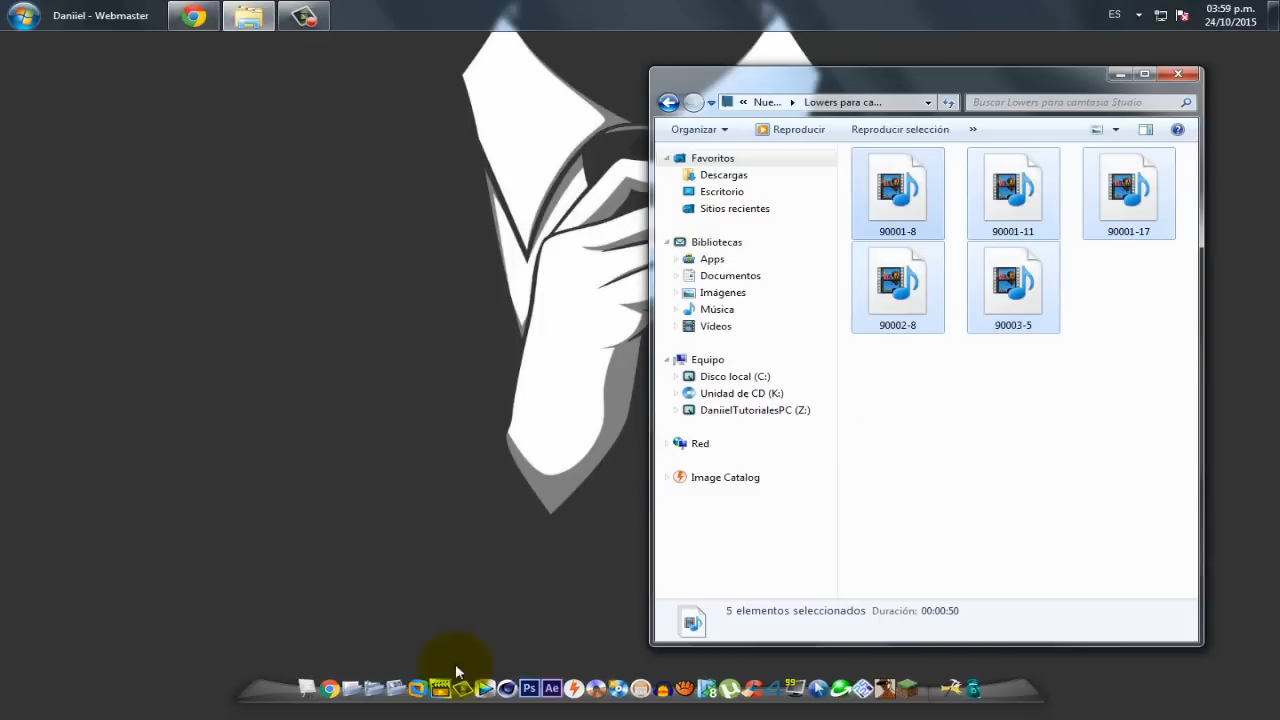 Daniiel - Webmaster
ES
03:59 p.m.
24/10/2015
« Nue... Lowers para ca...
Buscar Lowers para camtasia Studio
Organizar
Reproducir
Reproducir selección
»
Favoritos
Descargas
Escritorio
Sitios recientes
Bibliotecas
Apps
Documentos
Imágenes
Música
Vídeos
Equipo
Disco local (C:)
Unidad de CD (K:)
DaniielTutorialesPC (Z:)
Red
Image Catalog
90001-8
90001-11
90001-17
90002-8
90003-5
5 elementos seleccionados Duración: 00:00:50
Ps
Ae
8
99